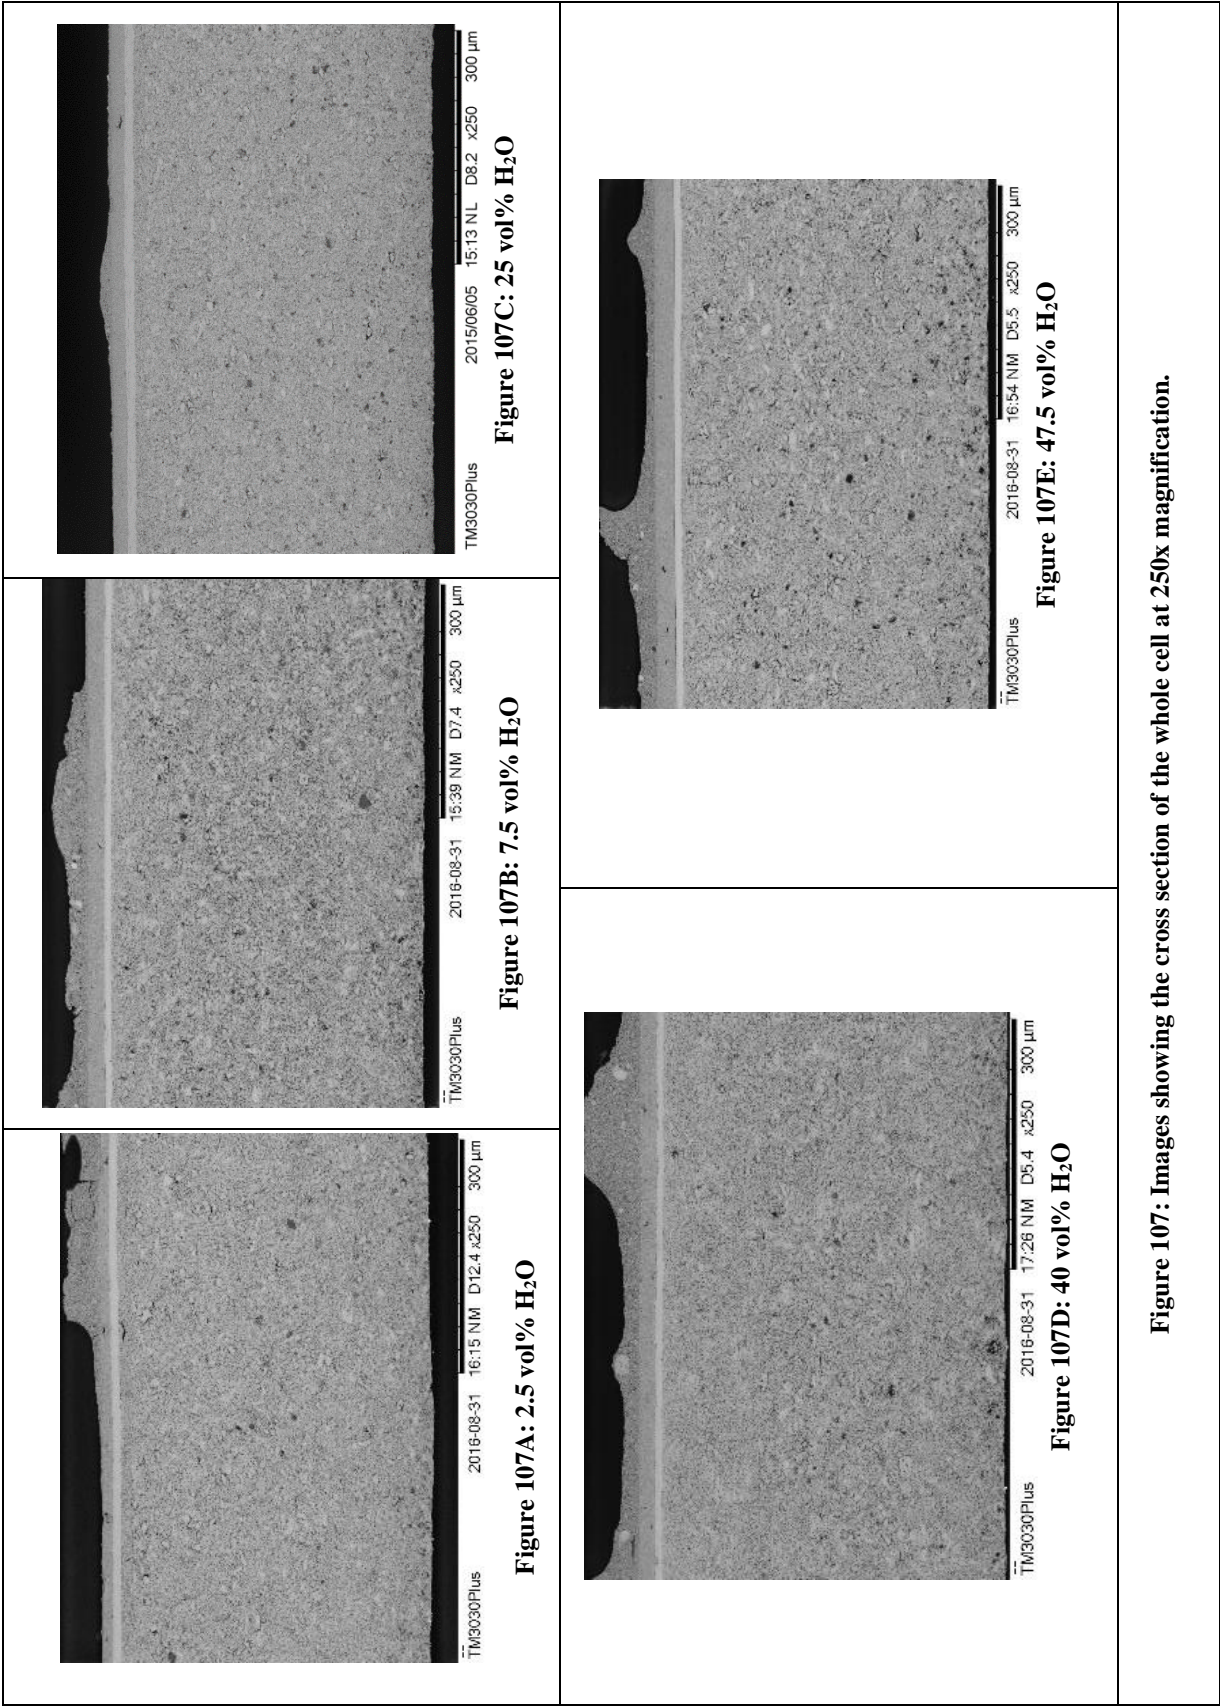 TM3030Plus 2016-08-31 16:15 NM D12.4 x250 300 µm
Figure 107A: 2.5 vol% H₂O
TM3030Plus 2016-08-31 15:39 NM D7.4 x250 300 µm
Figure 107B: 7.5 vol% H₂O
TM3030Plus 2015/06/05 15:13 NL D8.2 x250 300 µm
Figure 107C: 25 vol% H₂O
TM3030Plus 2016-08-31 17:26 NM D5.4 x250 300 µm
Figure 107D: 40 vol% H₂O
TM3030Plus 2016-08-31 16:54 NM D5.5 x250 300 µm
Figure 107E: 47.5 vol% H₂O
Figure 107: Images showing the cross section of the whole cell at 250x magnification.